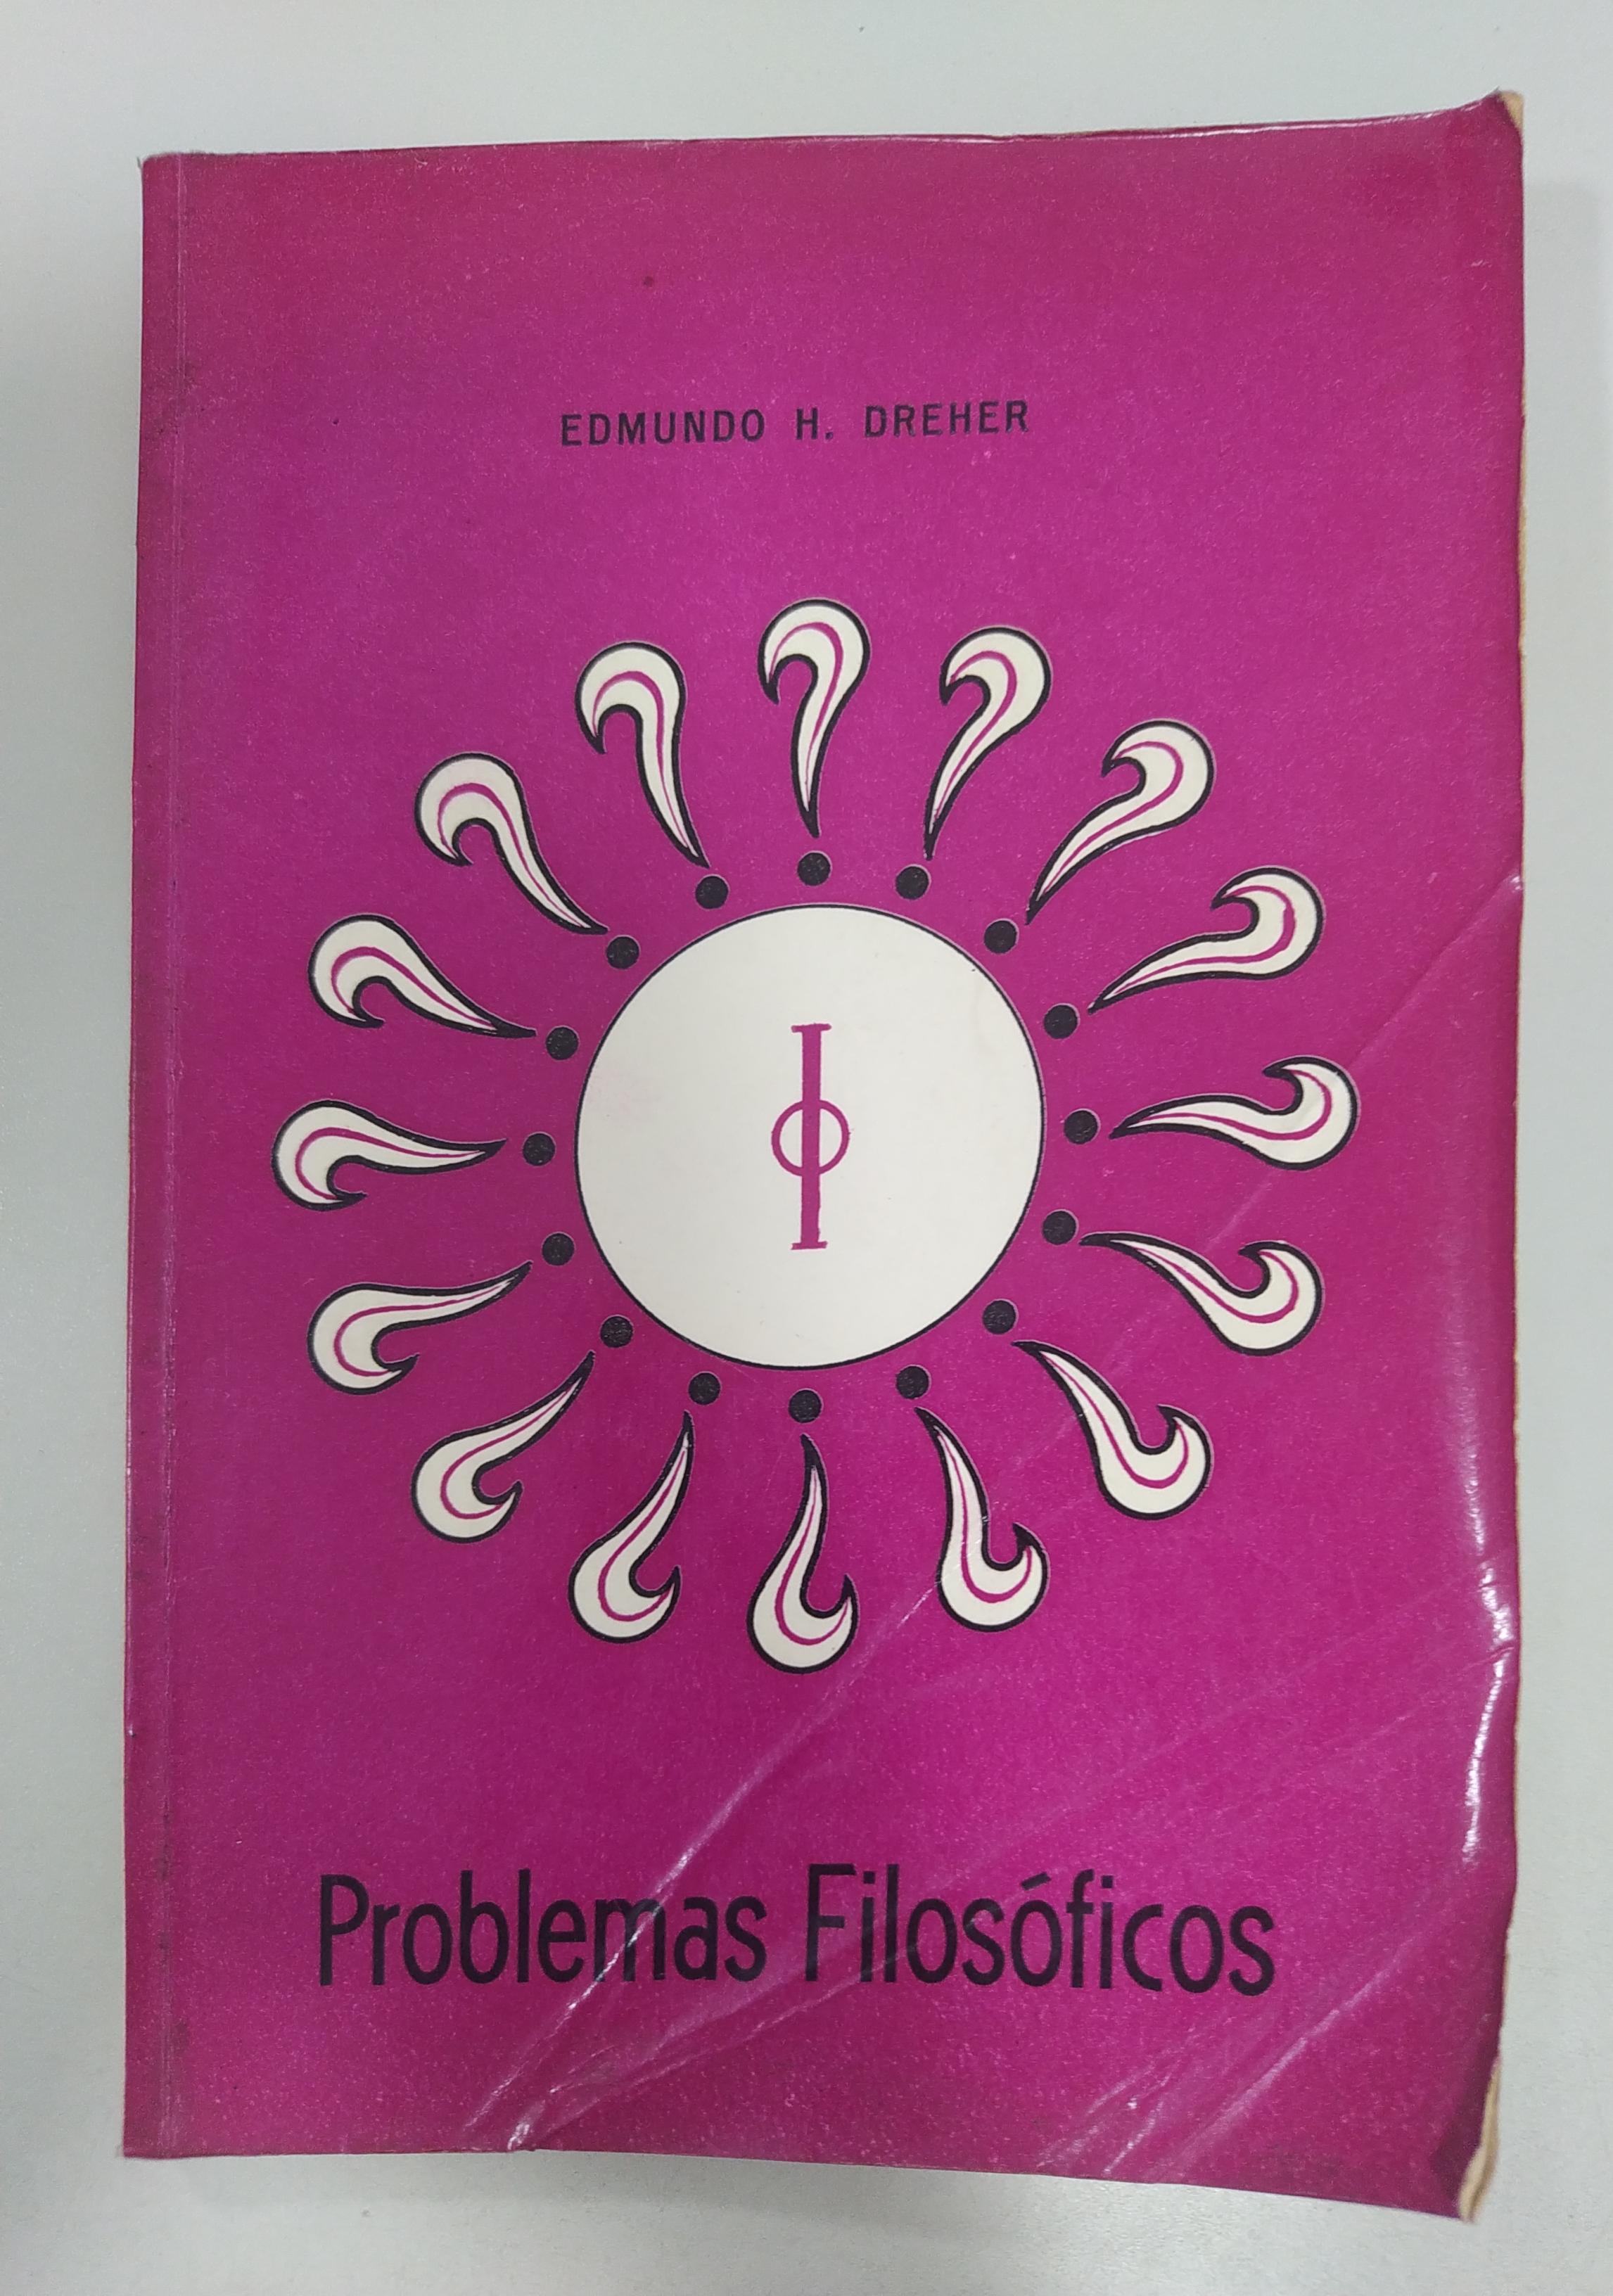 EDMUNDO H. DREHER
Φ
Problemas Filosóficos